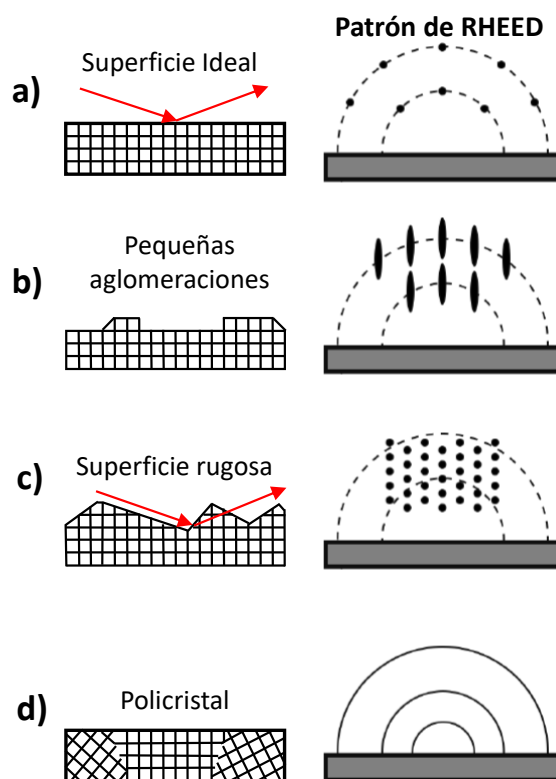 Patrón de RHEED
a)
Superficie Ideal
b)
Pequeñas
aglomeraciones
c)
Superficie rugosa
d)
Policristal